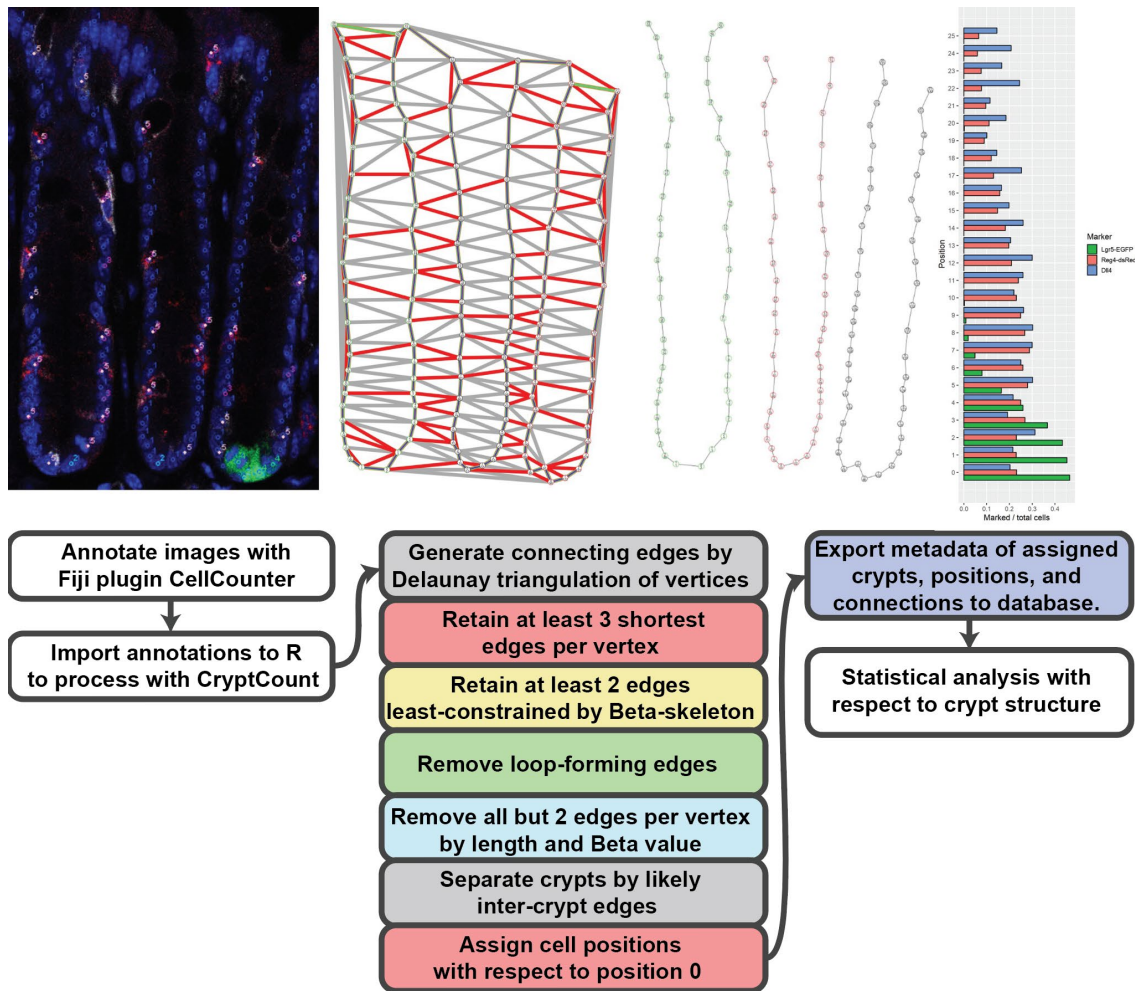 25
24
23
22
21
20
19
18
17
16
15
14
13
12
11
10
9
8
7
6
5
4
3
2
1
0
Position
0.0 0.1 0.2 0.3 0.4
Marked / total cells
Marker
Lgr5-EGFP
Reg4-dsRed
Dll4
Annotate images with
Fiji plugin CellCounter
Import annotations to R
to process with CryptCount
Generate connecting edges by
Delaunay triangulation of vertices
Retain at least 3 shortest
edges per vertex
Retain at least 2 edges
least-constrained by Beta-skeleton
Remove loop-forming edges
Remove all but 2 edges per vertex
by length and Beta value
Separate crypts by likely
inter-crypt edges
Assign cell positions
with respect to position 0
Export metadata of assigned
crypts, positions, and
connections to database.
Statistical analysis with
respect to crypt structure